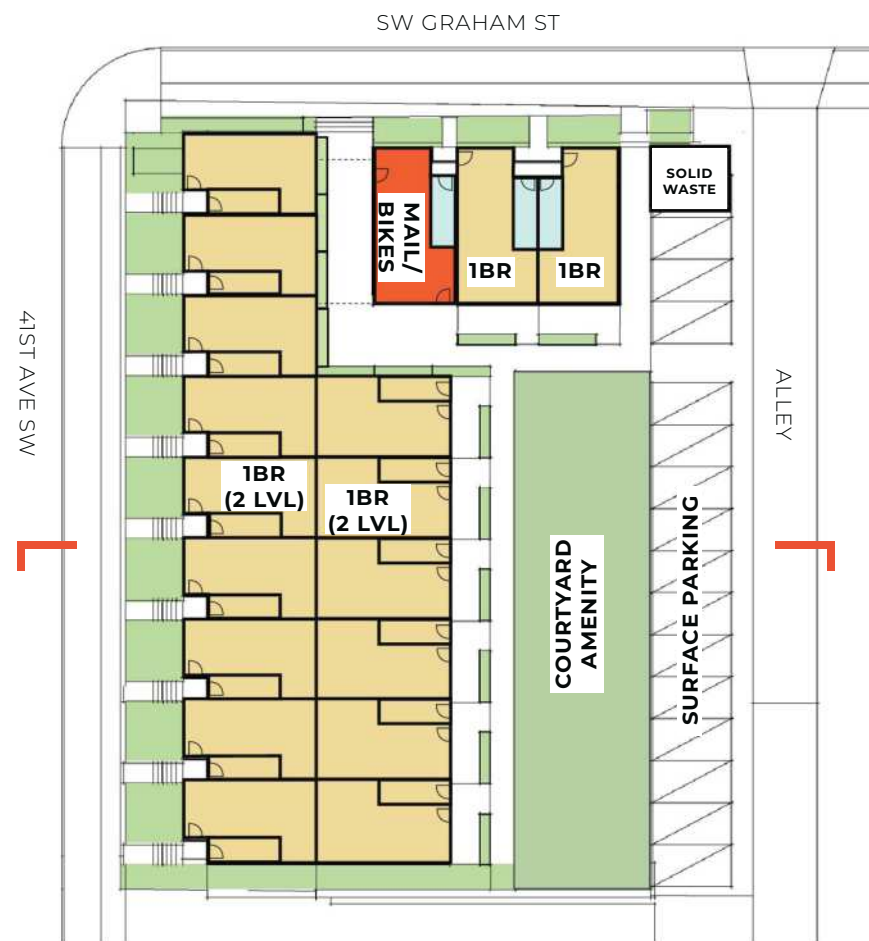 SW GRAHAM ST
SOLID
WASTE
MAIL/
BIKES
1BR
1BR
41ST AVE SW
ALLEY
1BR
(2 LVL)
1BR
(2 LVL)
COURTYARD
AMENITY
SURFACE PARKING